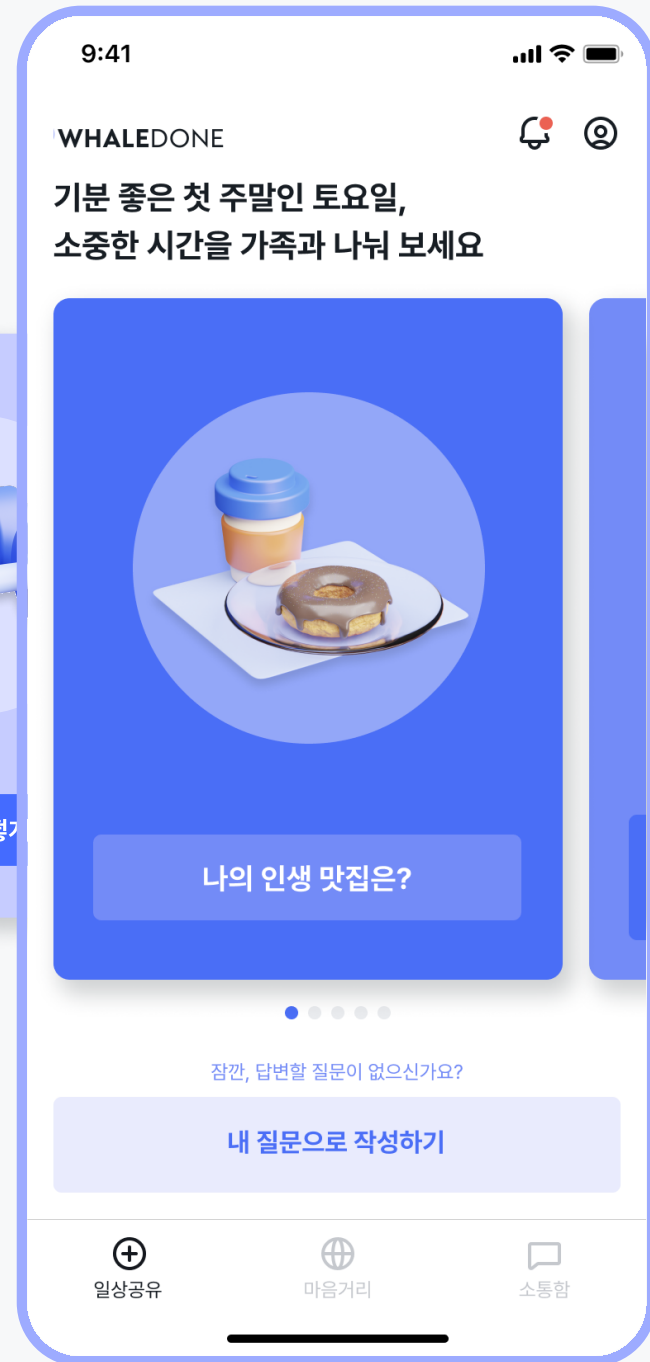 9:41
WHALEDONE
기분 좋은 첫 주말인 토요일,
소중한 시간을 가족과 나눠 보세요
나의 인생 맛집은?
잠깐, 답변할 질문이 없으신가요?
내 질문으로 작성하기
일상공유
마음거리
소통함